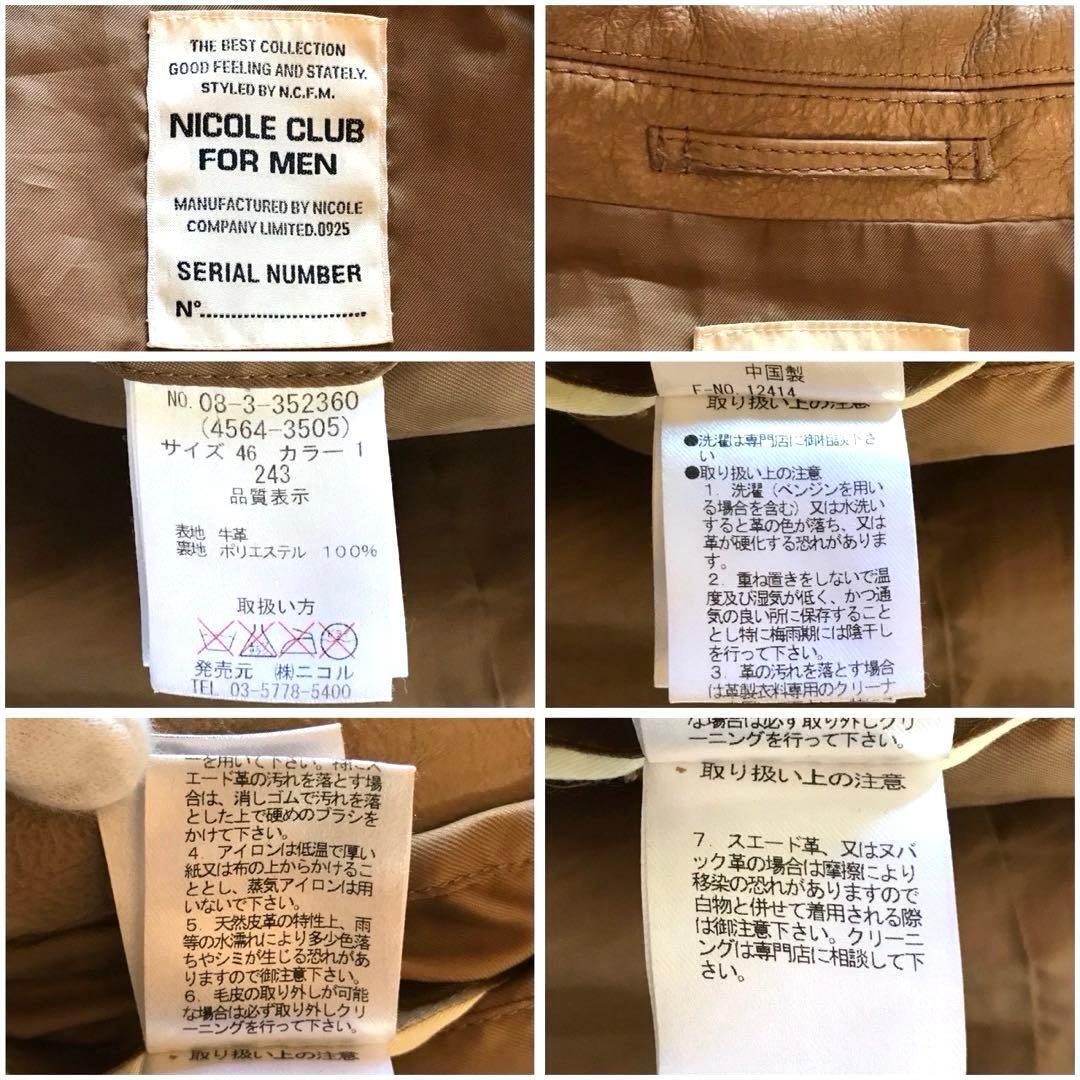 THE BEST COLLECTION
GOOD FEELING AND STATELY.
STYLED BY N.C.F.M.
NICOLE CLUB
FOR MEN
MANUFACTURED BY NICOLE
COMPANY LIMITED.0925
SERIAL NUMBER
N°............................
NO. 08-3-352360
(4564-3505)
サイズ 46 カラー 1
243
品質表示
表地 牛革
裏地 ポリエステル 100%
取扱い方
発売元 ㈱ニコル
TEL 03-5778-5400
中国製
F-NO. 12414
取り扱い上の注意
●洗濯は専門店に御相談下さ
い
●取り扱い上の注意
1. 洗濯(ベンジンを用い
る場合を含む)又は水洗い
すると革の色が落ち、又は
革が硬化する恐れがありま
す。
2. 重ね置きをしないで温
度及び湿気が低く、かつ通
気の良い所に保存すること
とし特に梅雨期には陰干し
を行って下さい。
3. 革の汚れを落とす場合
は革製衣料専用のクリーナ
ーを用いて下さい。特にス
エード革の汚れを落とす場
合は、消しゴムで汚れを落
とした上で硬めのブラシを
かけて下さい。
4. アイロンは低温で厚い
紙又は布の上からかけるこ
ととし、蒸気アイロンは用
いないで下さい。
5. 天然皮革の特性上、雨
等の水濡れにより多少色落
ちやシミが生じる恐れがあ
りますので御注意下さい。
6. 毛皮の取り外しが可能
な場合は必ず取り外しクリ
ーニングを行って下さい。
取り扱い上の注意
な場合は必ず取り外しクリ
ーニングを行って下さい。
取り扱い上の注意
7. スエード革、又はヌバ
ック革の場合は摩擦により
移染の恐れがありますので
白物と併せて着用される際
は御注意下さい。クリーニ
ングは専門店に相談して下
さい。